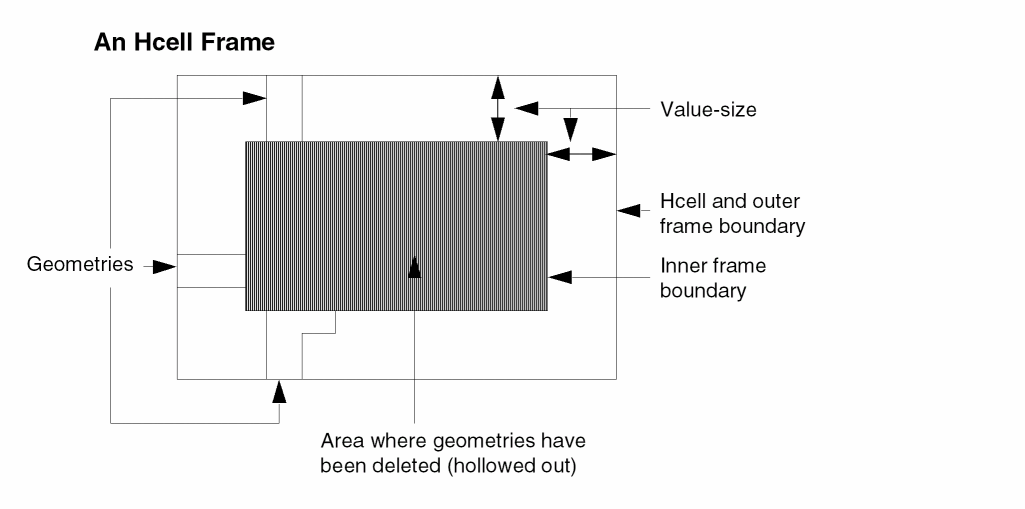 An Hcell Frame
Value-size
Hcell and outer
frame boundary
Geometries
Inner frame
boundary
Area where geometries have
been deleted (hollowed out)